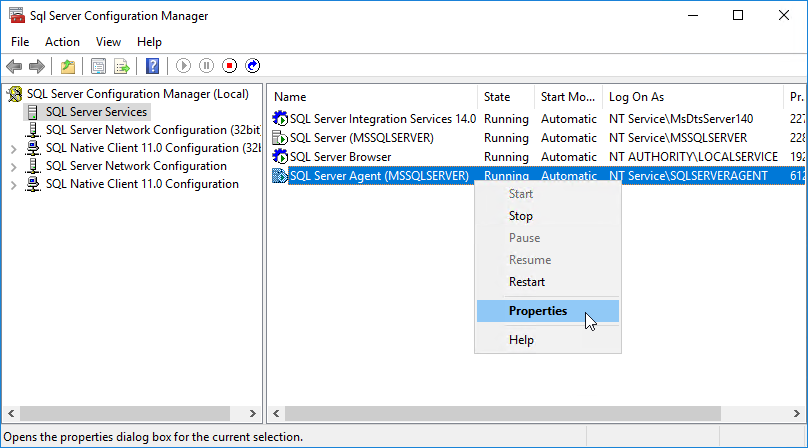 Sql Server Configuration Manager
File Action View Help
SQL Server Configuration Manager (Local)
SQL Server Services
SQL Server Network Configuration (32bit
SQL Native Client 11.0 Configuration (32b
SQL Server Network Configuration
SQL Native Client 11.0 Configuration
Name State Start Mo... Log On As Pr.
SQL Server Integration Services 14.0 Running Automatic NT Service\MsDtsServer140 227
SQL Server (MSSQLSERVER) Running Automatic NT Service\MSSQLSERVER 228
SQL Server Browser Running Automatic NT AUTHORITY\LOCALSERVICE 192
SQL Server Agent (MSSQLSERVER) Running Automatic NT Service\SQLSERVERAGENT 612
Start
Stop
Pause
Resume
Restart
Properties
Help
Opens the properties dialog box for the current selection.